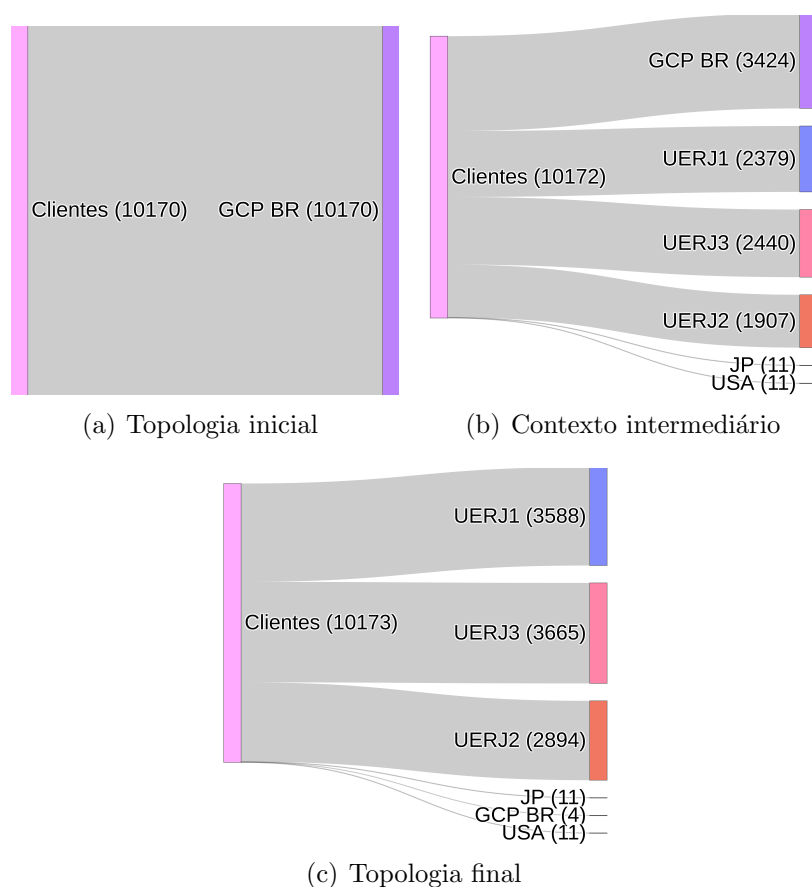 Clientes (10170) GCP BR (10170)
(a) Topologia inicial
GCP BR (3424)
UERJ1 (2379)
Clientes (10172)
UERJ3 (2440)
UERJ2 (1907)
JP (11)
USA (11)
(b) Contexto intermediário
UERJ1 (3588)
Clientes (10173)
UERJ3 (3665)
UERJ2 (2894)
JP (11)
GCP BR (4)
USA (11)
(c) Topologia final